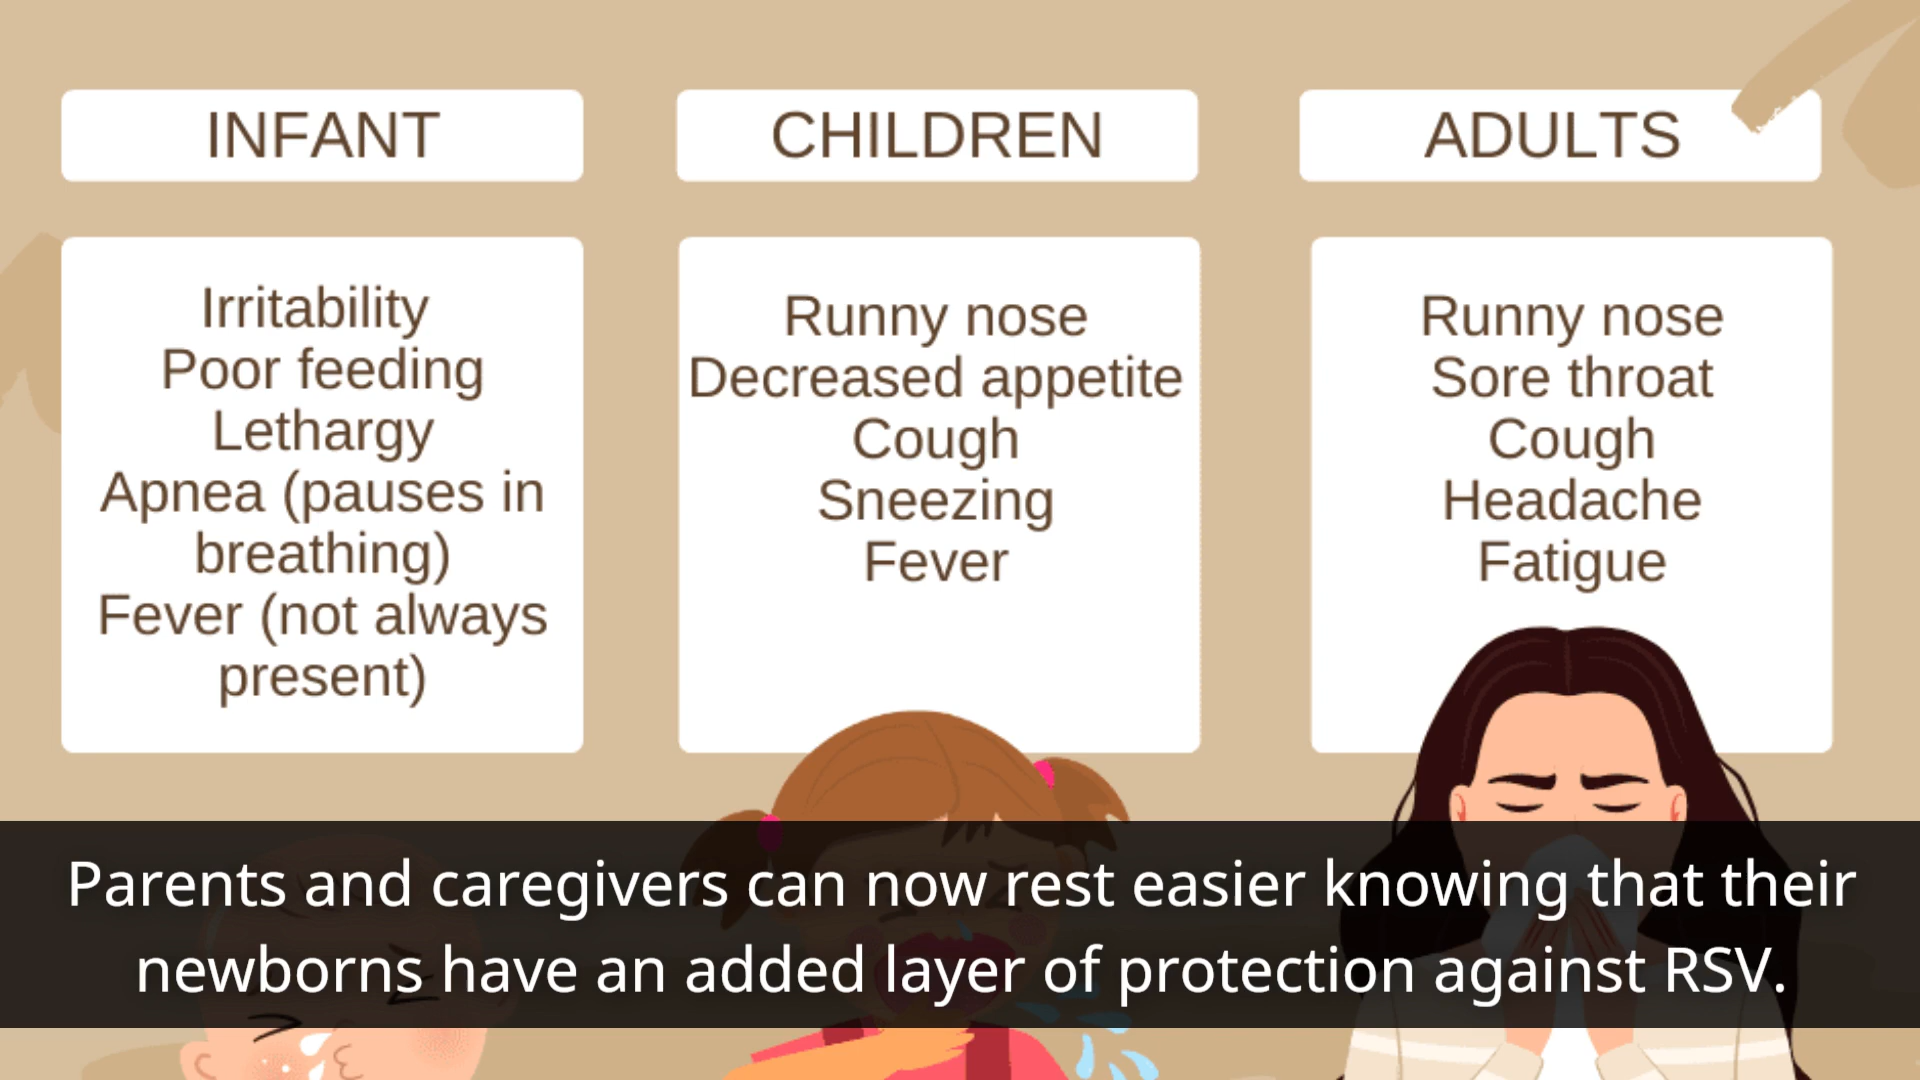 INFANT
Irritability
Poor feeding
Lethargy
Apnea (pauses in
breathing)
Fever (not always
present)
CHILDREN
Runny nose
Decreased appetite
Cough
Sneezing
Fever
ADULTS
Runny nose
Sore throat
Cough
Headache
Fatigue
Parents and caregivers can now rest easier knowing that their
newborns have an added layer of protection against RSV.